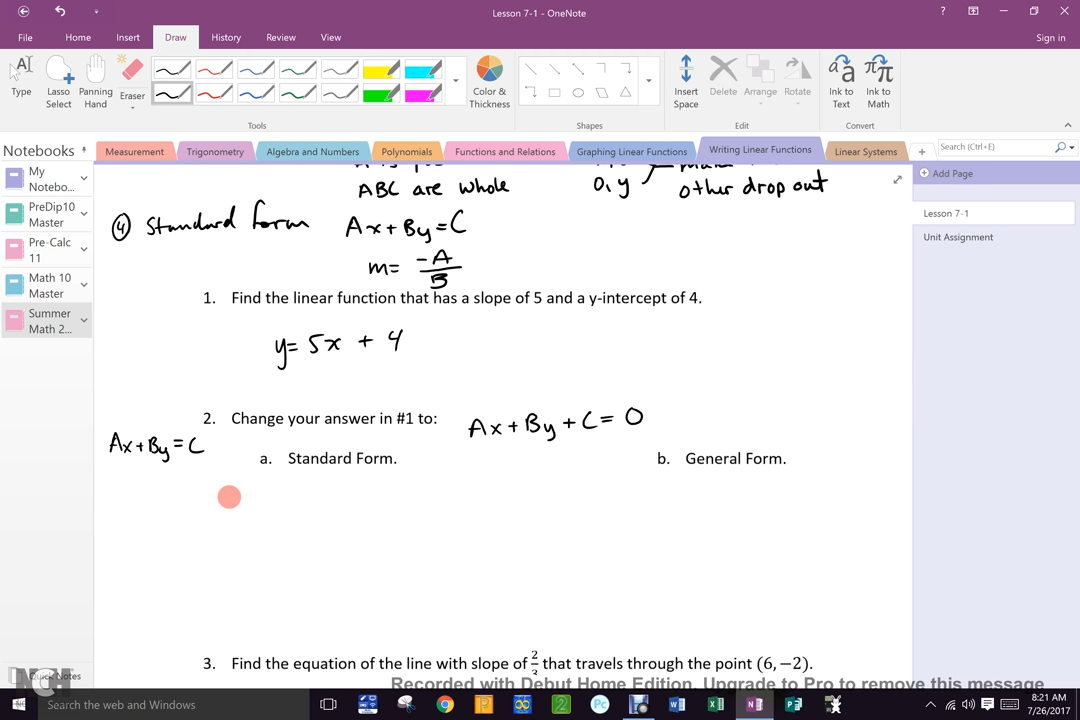 Lesson 7-1 - OneNote
?
Sign in
File Home Insert Draw History Review View
Type
Lasso Select
Panning Hand
Eraser
Color & Thickness
Insert Space
Delete
Arrange
Rotate
Ink to Text
Ink to Math
Tools
Shapes
Edit
Convert
Notebooks
Measurement Trigonometry Algebra and Numbers Polynomials Functions and Relations Graphing Linear Functions Writing Linear Functions Linear Systems
Search (Ctrl+E)
My Notebo...
PreDip10 Master
Pre-Calc 11
Math 10 Master
Summer Math 2...
Add Page
Lesson 7-1
Unit Assignment
ABC are whole
0, y
other drop out
④ Standard form Ax + By = C
m = -A/B
1. Find the linear function that has a slope of 5 and a y-intercept of 4.
y = 5x + 4
2. Change your answer in #1 to:
Ax + By + C = 0
Ax + By = C
a. Standard Form.
b. General Form.
3. Find the equation of the line with slope of 2/3 that travels through the point (6, −2).
NCH
Quick Notes
Recorded with Debut Home Edition. Upgrade to Pro to remove this message
Search the web and Windows
8:21 AM
7/26/2017